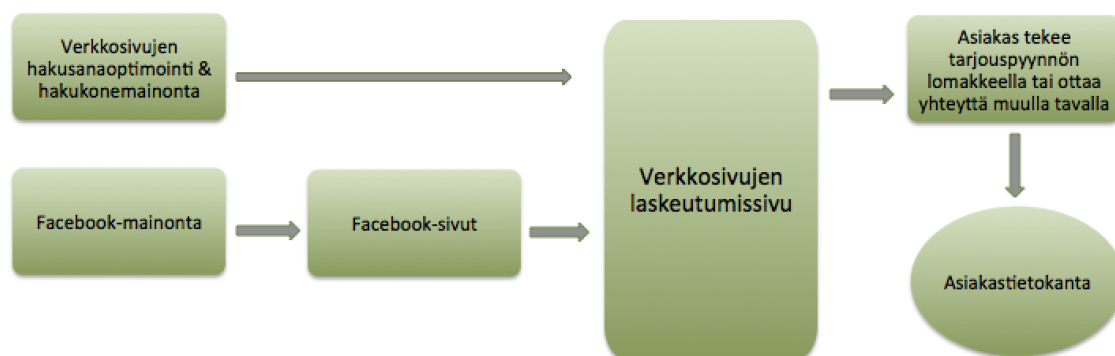 Verkkosivujen
hakusanaoptimointi &
hakukonemainonta
Facebook-mainonta
Facebook-sivut
Verkkosivujen
laskeutumissivu
Asiakas tekee
tarjouspyynnön
lomakkeella tai ottaa
yhteyttä muulla tavalla
Asiakastietokanta